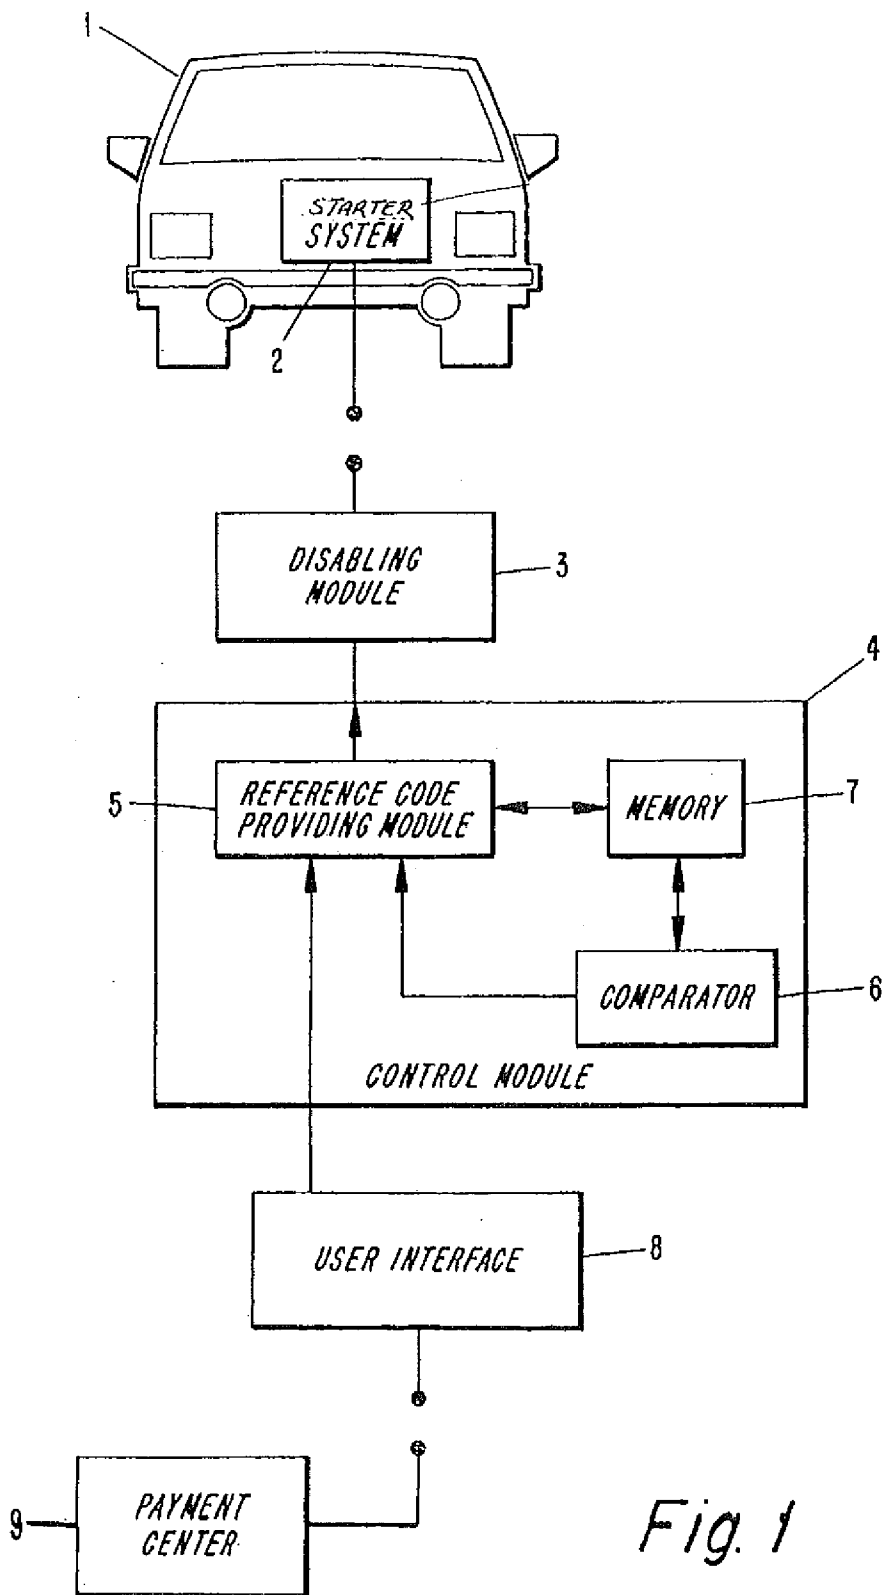 1
STARTER
SYSTEM
2
DISABLING
MODULE
3
4
5
REFERENCE CODE
PROVIDING MODULE
MEMORY
7
COMPARATOR
6
CONTROL MODULE
USER INTERFACE
8
9
PAYMENT
CENTER
Fig. 1